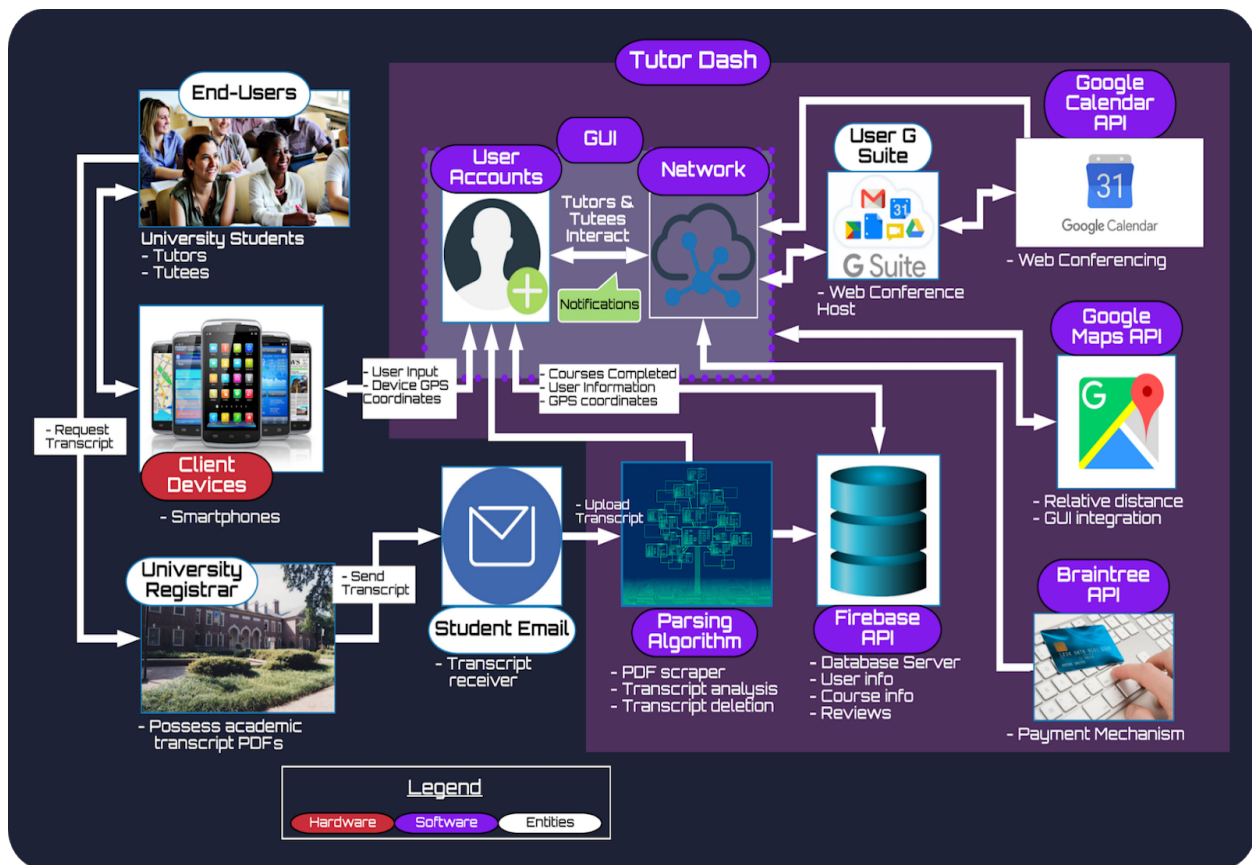 Tutor Dash
End-Users
University Students
- Tutors
- Tutees
GUI
User
Accounts
Network
Tutors &
Tutees
Interact
Notifications
User G
Suite
31
G Suite
- Web Conference
Host
Google
Calendar
API
31
Google Calendar
- Web Conferencing
- Request
Transcript
Client
Devices
- Smartphones
- User Input
- Device GPS
Coordinates
- Courses Completed
- User Information
- GPS coordinates
Google
Maps API
G
- Relative distance
- GUI integration
University
Registrar
- Possess academic
transcript PDFs
- Send
Transcript
Student Email
- Transcript
receiver
- Upload
Transcript
Parsing
Algorithm
- PDF scraper
- Transcript analysis
- Transcript deletion
Firebase
API
- Database Server
- User info
- Course info
- Reviews
Braintree
API
- Payment Mechanism
Legend
Hardware
Software
Entities